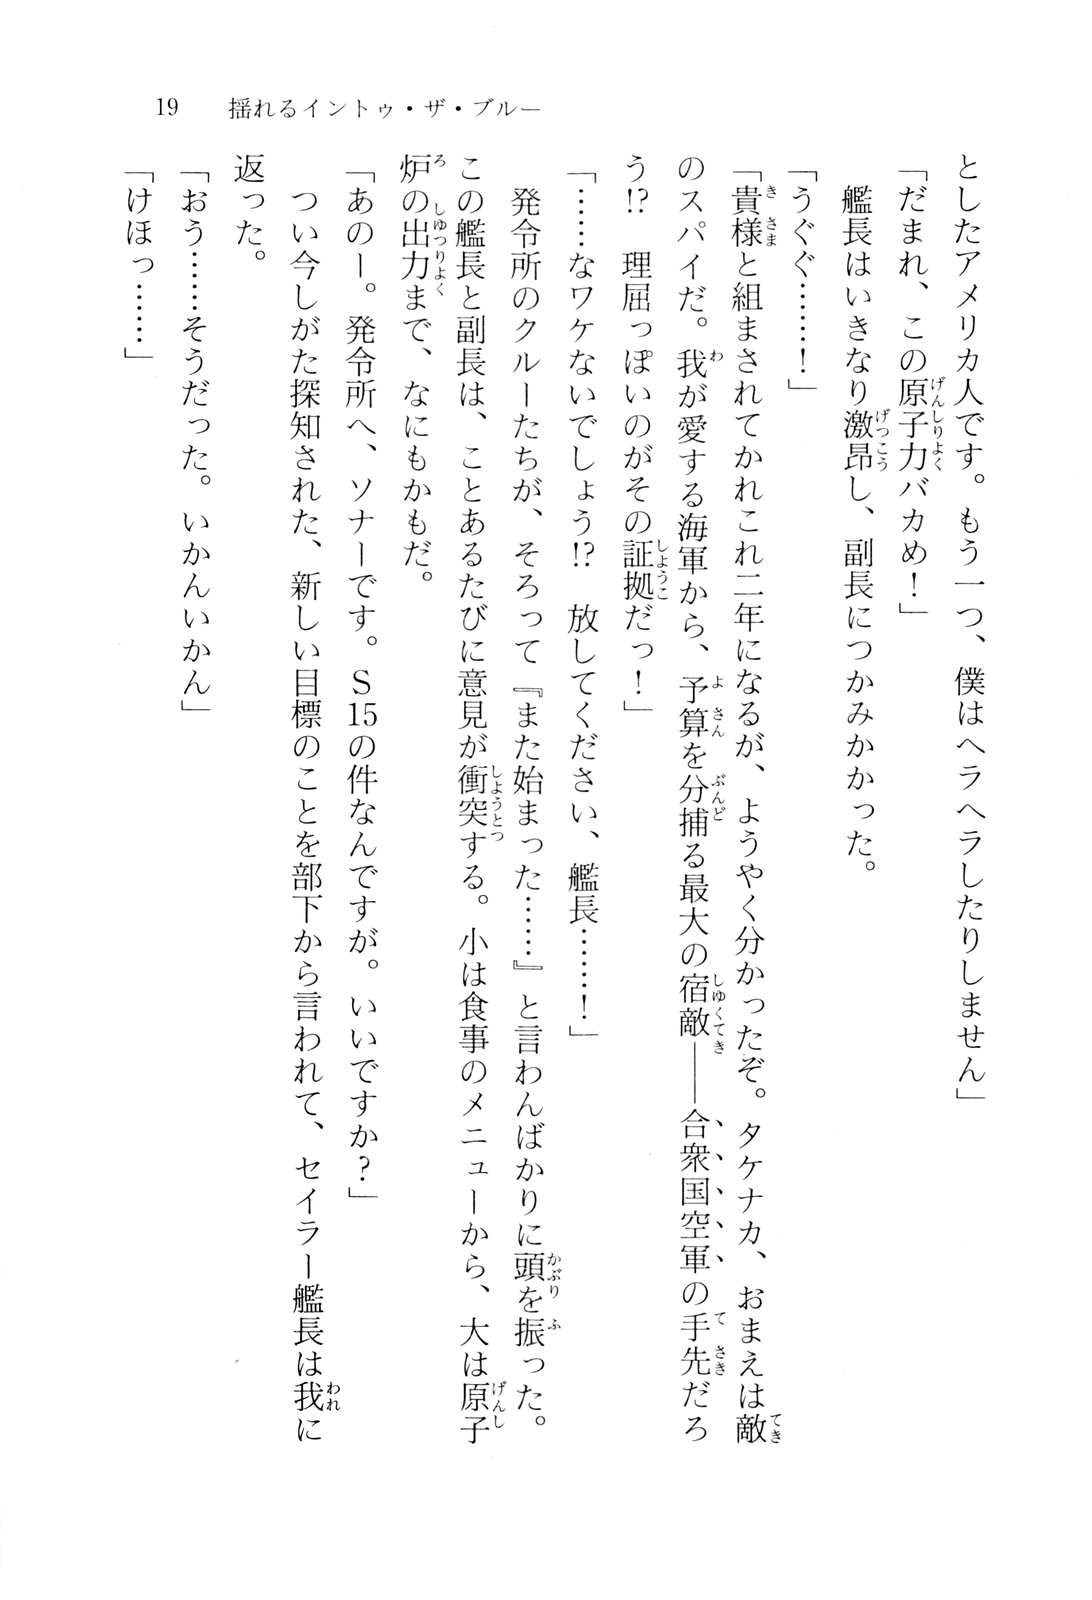 19　揺れるイントゥ・ザ・ブルー
としたアメリカ人です。もう一つ、僕はヘラヘラしたりしません」
「だまれ、この原子力バカめ！」
　艦長はいきなり激昂し、副長につかみかかった。
「うぐぐ……！」
「貴様と組まされてかれこれ二年になるが、ようやく分かったぞ。タケナカ、おまえは敵
のスパイだ。我が愛する海軍から、予算を分捕る最大の宿敵――合衆国空軍の手先だろ
う!?　理屈っぽいのがその証拠だっ！」
「……なワケないでしょう!?　放してください、艦長……！」
　発令所のクルーたちが、そろって『また始まった……』と言わんばかりに頭を振った。
この艦長と副長は、ことあるたびに意見が衝突する。小は食事のメニューから、大は原子
炉の出力まで、なにもかもだ。
「あのー。発令所へ、ソナーです。Ｓ15の件なんですが。いいですか？」
　つい今しがた探知された、新しい目標のことを部下から言われて、セイラー艦長は我に
返った。
「おう……そうだった。いかんいかん」
「けほっ……」